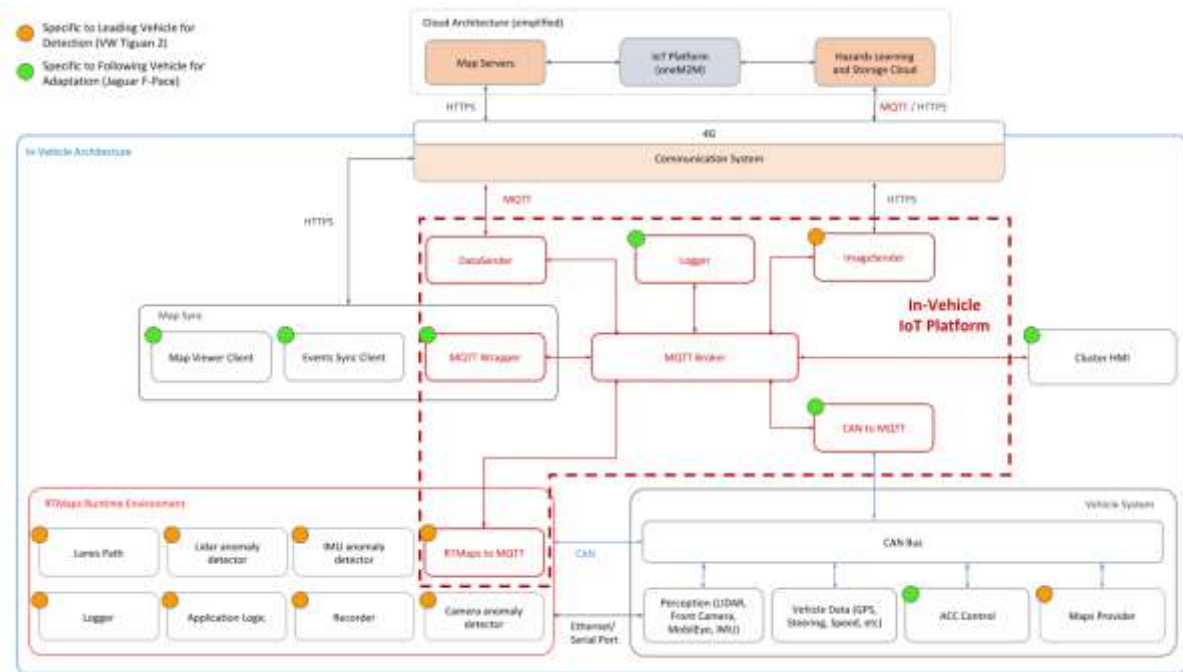 Specific to Leading Vehicle for
Detection (VW Tiguan 2)
Specific to Following Vehicle for
Adaptation (Jaguar F-Pace)
Cloud Architecture (simplified)
Map Servers
IoT Platform
(oneM2M)
Hazards Learning
and Storage Cloud
HTTPS
MQTT / HTTPS
4G
Communication System
In-Vehicle Architecture
HTTPS
MQTT
HTTPS
DataSender
Logger
ImageSender
In-Vehicle
IoT Platform
Map Sync
Map Viewer Client
Events Sync Client
MQTT Wrapper
MQTT Broker
Cluster HMI
CAN to MQTT
RTMaps Runtime Environment
Vehicle System
Lanes Path
Lidar anomaly
detector
IMU anomaly
detector
RTMaps to MQTT
CAN
CAN Bus
Logger
Application Logic
Recorder
Camera anomaly
detector
Ethernet/
Serial Port
Perception (LIDAR,
Front Camera,
MobilEye, IMU)
Vehicle Data (GPS,
Steering, Speed, etc)
ACC Control
Maps Provider